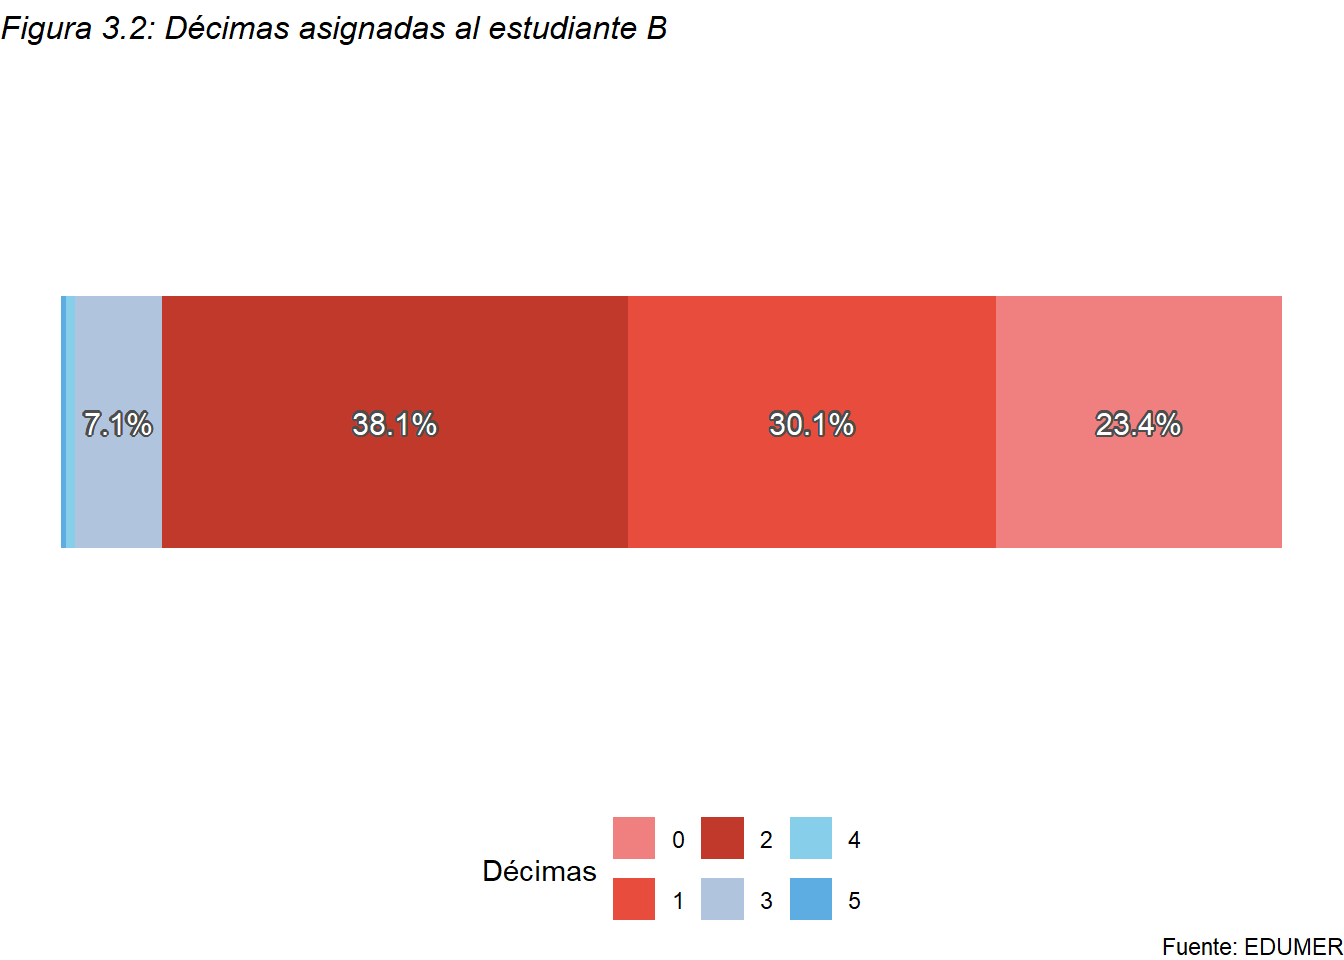 Figura 3.2: Décimas asignadas al estudiante B
7.1% 38.1% 30.1% 23.4%
Décimas
0 2 4
1 3 5
Fuente: EDUMER